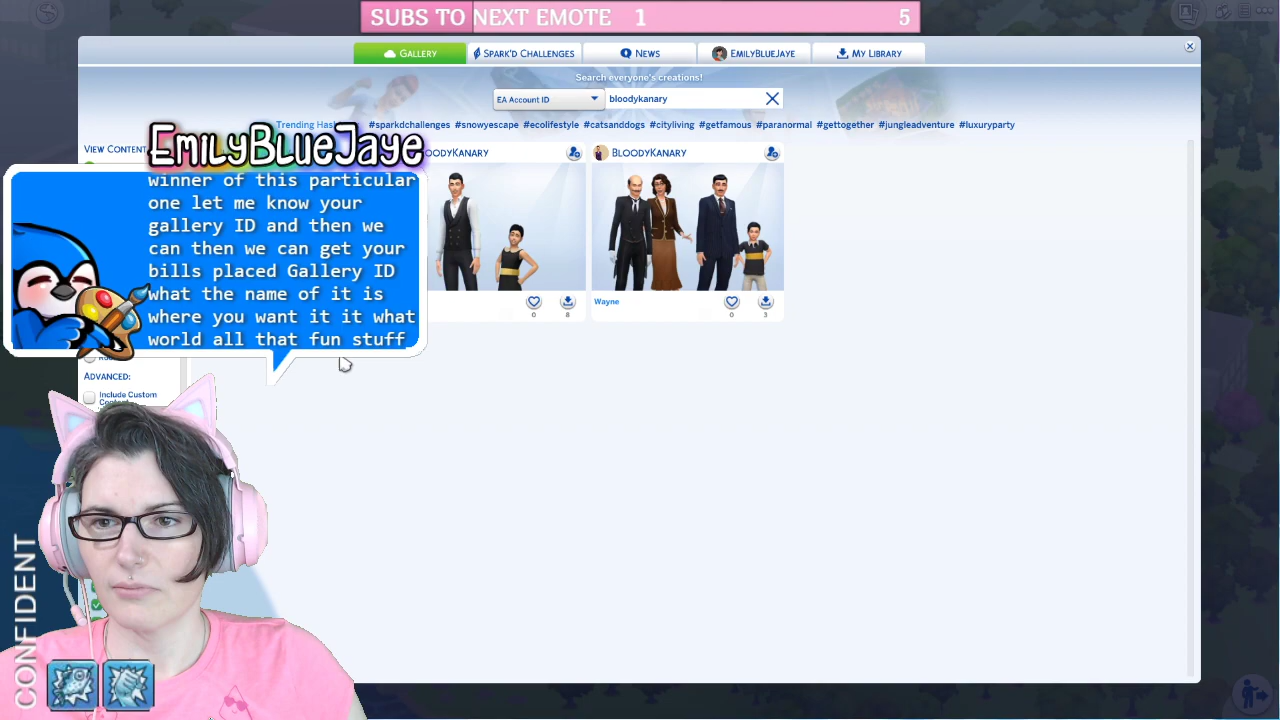 SUBS TO NEXT EMOTE 1 5
GALLERY
SPARK'D CHALLENGES
NEWS
EMILYBLUEJAYE
MY LIBRARY
Search everyone's creations!
EA Account ID
bloodykanary
Trending Hash
#sparkdchallenges #snowyescape #ecolifestyle #catsanddogs #cityliving #getfamous #paranormal #gettogether #jungleadventure #luxuryparty
VIEW CONTENT
EMILYBLUEJAYE
OODYKANARY
BLOODYKANARY
winner of this particular
one let me know your
gallery ID and then we
can then we can get your
bills placed Gallery ID
what the name of it is
where you want it it what
world all that fun stuff
0
8
Wayne
0
3
ADVANCED:
Include Custom
CONFIDENT